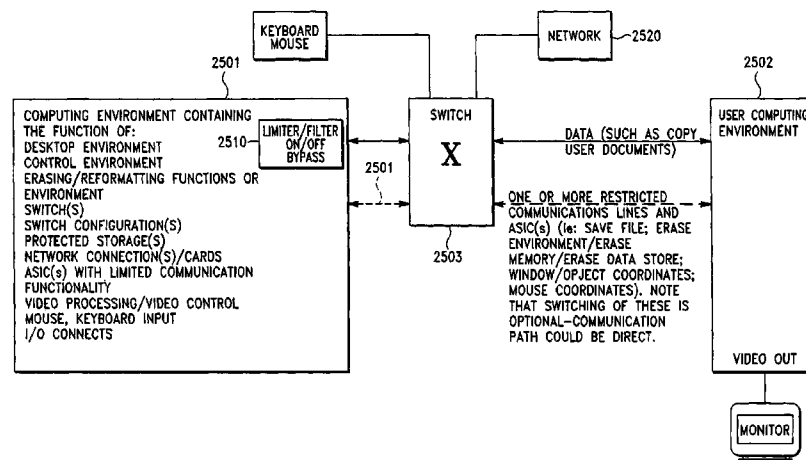 KEYBOARD
MOUSE
NETWORK
2520
2501
2502
COMPUTING ENVIRONMENT CONTAINING
THE FUNCTION OF:
DESKTOP ENVIRONMENT
CONTROL ENVIRONMENT
ERASING/REFORMATTING FUNCTIONS OR
ENVIRONMENT
SWITCH(S)
SWITCH CONFIGURATION(S)
PROTECTED STORAGE(S)
NETWORK CONNECTION(S)/CARDS
ASIC(s) WITH LIMITED COMMUNICATION
FUNCTIONALITY
VIDEO PROCESSING/VIDEO CONTROL
MOUSE, KEYBOARD INPUT
I/O CONNECTS
2510
LIMITER/FILTER
ON/OFF
BYPASS
2501
SWITCH
X
2503
DATA (SUCH AS COPY
USER DOCUMENTS)
ONE OR MORE RESTRICTED
COMMUNICATIONS LINES AND
ASIC(s) (ie: SAVE FILE; ERASE
ENVIRONMENT/ERASE
MEMORY/ERASE DATA STORE;
WINDOW/OPJECT COORDINATES;
MOUSE COORDINATES). NOTE
THAT SWITCHING OF THESE IS
OPTIONAL-COMMUNICATION
PATH COULD BE DIRECT.
USER COMPUTING
ENVIRONMENT
VIDEO OUT
MONITOR